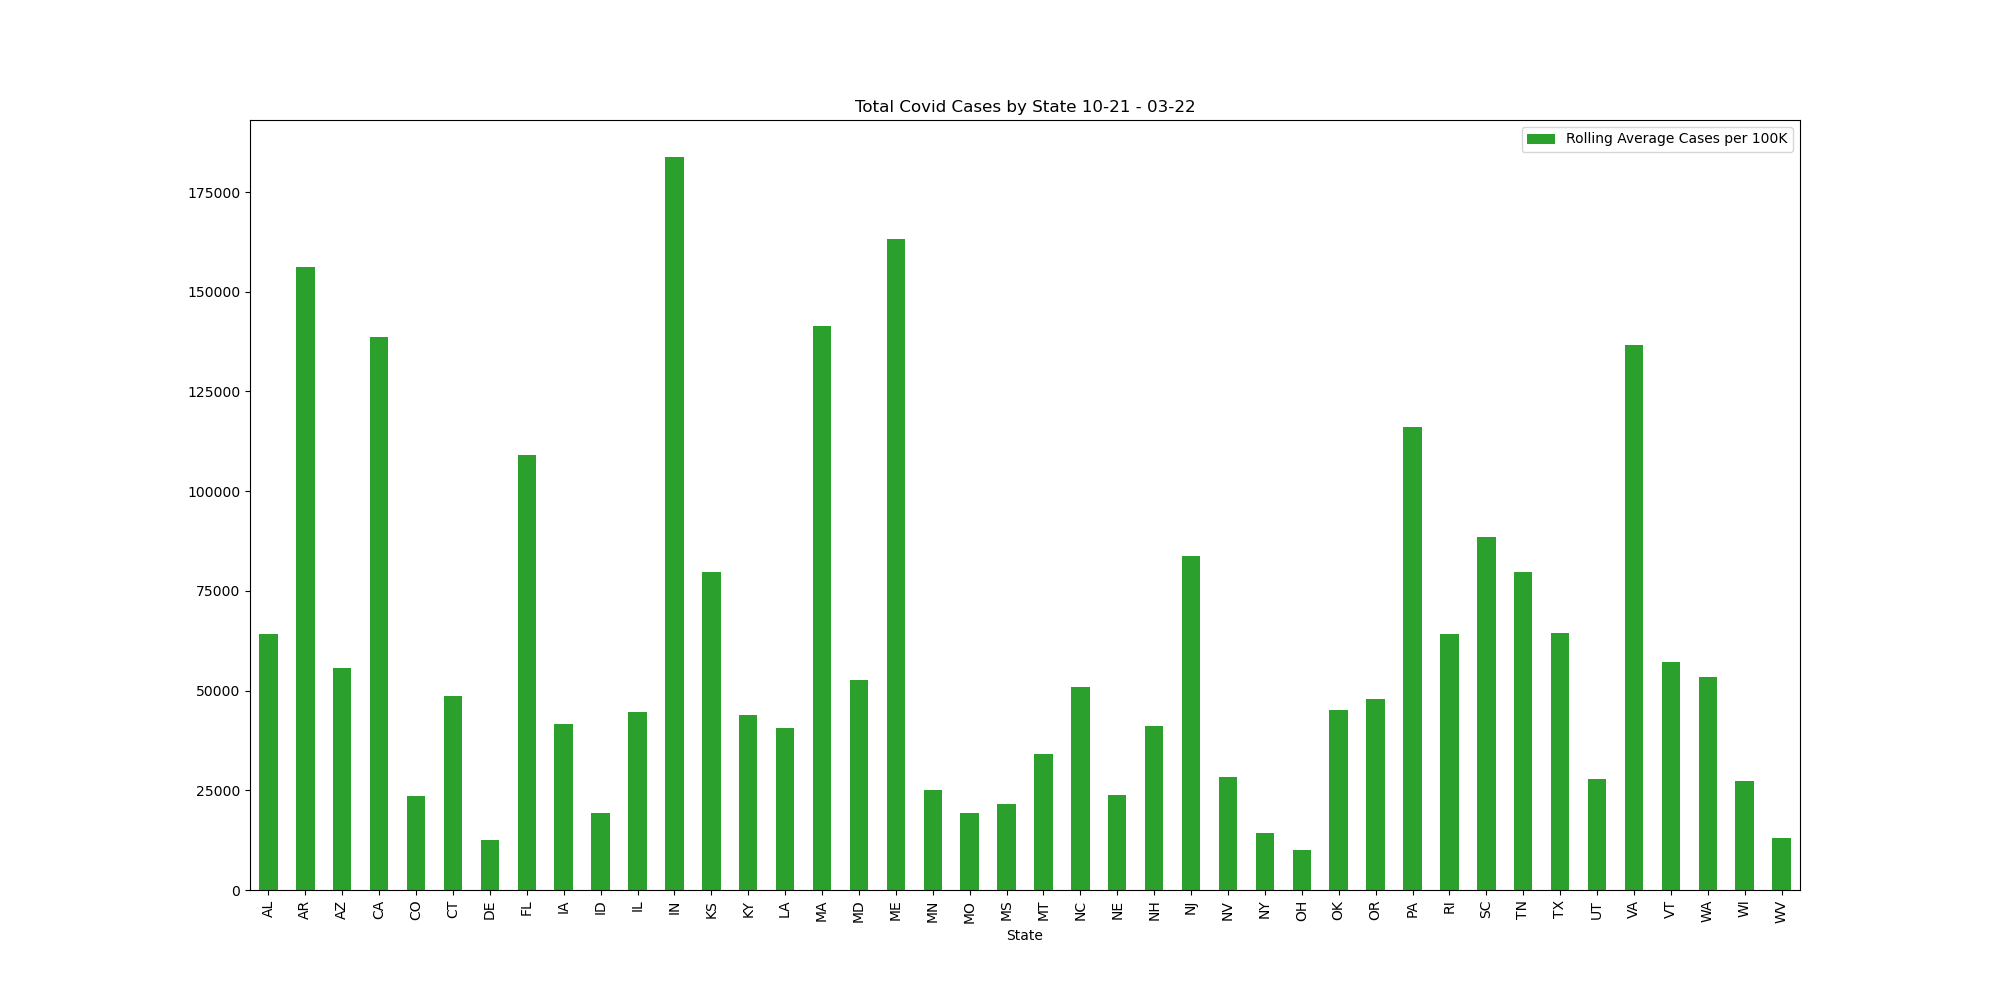 Total Covid Cases by State 10-21 - 03-22
Rolling Average Cases per 100K
175000
150000
125000
100000
75000
50000
25000
0
AL AR AZ CA CO CT DE FL IA ID IL IN KS KY LA MA MD ME MN MO MS MT NC NE NH NJ NV NY OH OK OR PA RI SC TN TX UT VA VT WA WI WV
State